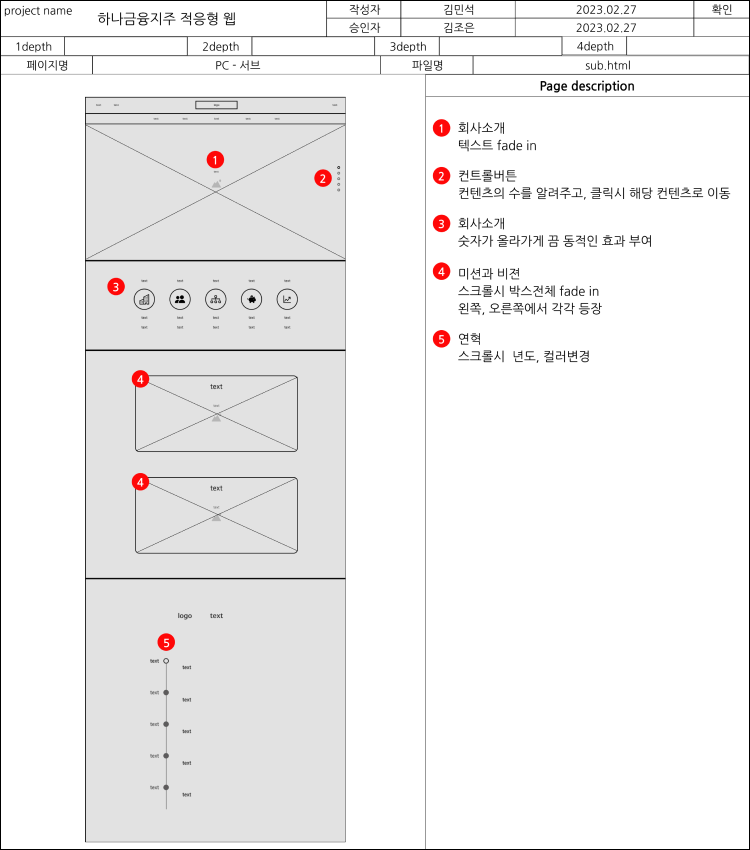 project name
하나금융지주 적응형 웹
작성자 김민석 2023.02.27 확인
승인자 김조은 2023.02.27
1depth 2depth 3depth 4depth
페이지명 PC - 서브 파일명 sub.html
Page description
logo
1
2
3
text text text text text
text text text text text
text text text text text
4
text
text
4
text
text
logo text
5
text
text
text
text
text
text
text
text
text
text
1 회사소개
텍스트 fade in
2 컨트롤버튼
컨텐츠의 수를 알려주고, 클릭시 해당 컨텐츠로 이동
3 회사소개
숫자가 올라가게 끔 동적인 효과 부여
4 미션과 비젼
스크롤시 박스전체 fade in
왼쪽, 오른쪽에서 각각 등장
5 연혁
스크롤시 년도, 컬러변경